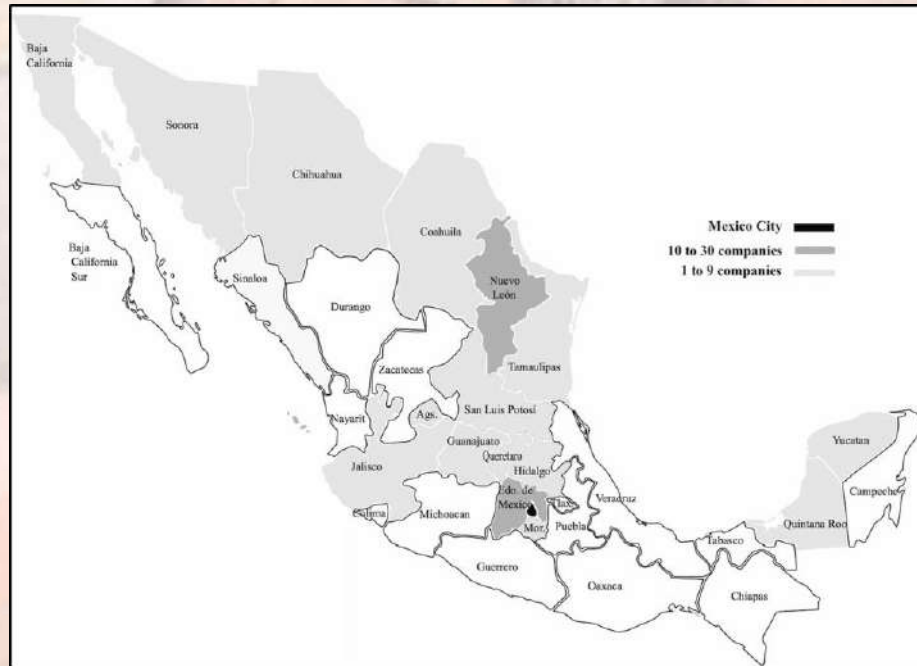 Baja
California
Sonora
Chihuahua
Coahuila
Mexico City
10 to 30 companies
1 to 9 companies
Baja
California
Sur
Sinaloa
Nuevo
León
Durango
Zacatecas
Tamaulipas
Nayarit
Ags.
San Luis Potosí
Guanajuato
Queretaro
Hidalgo
Jalisco
Yucatan
Campeche
Colima
Michoacan
Edo. de
Mexico
Tlax.
Veracruz
Mor.
Puebla
Quintana Roo
Tabasco
Guerrero
Oaxaca
Chiapas